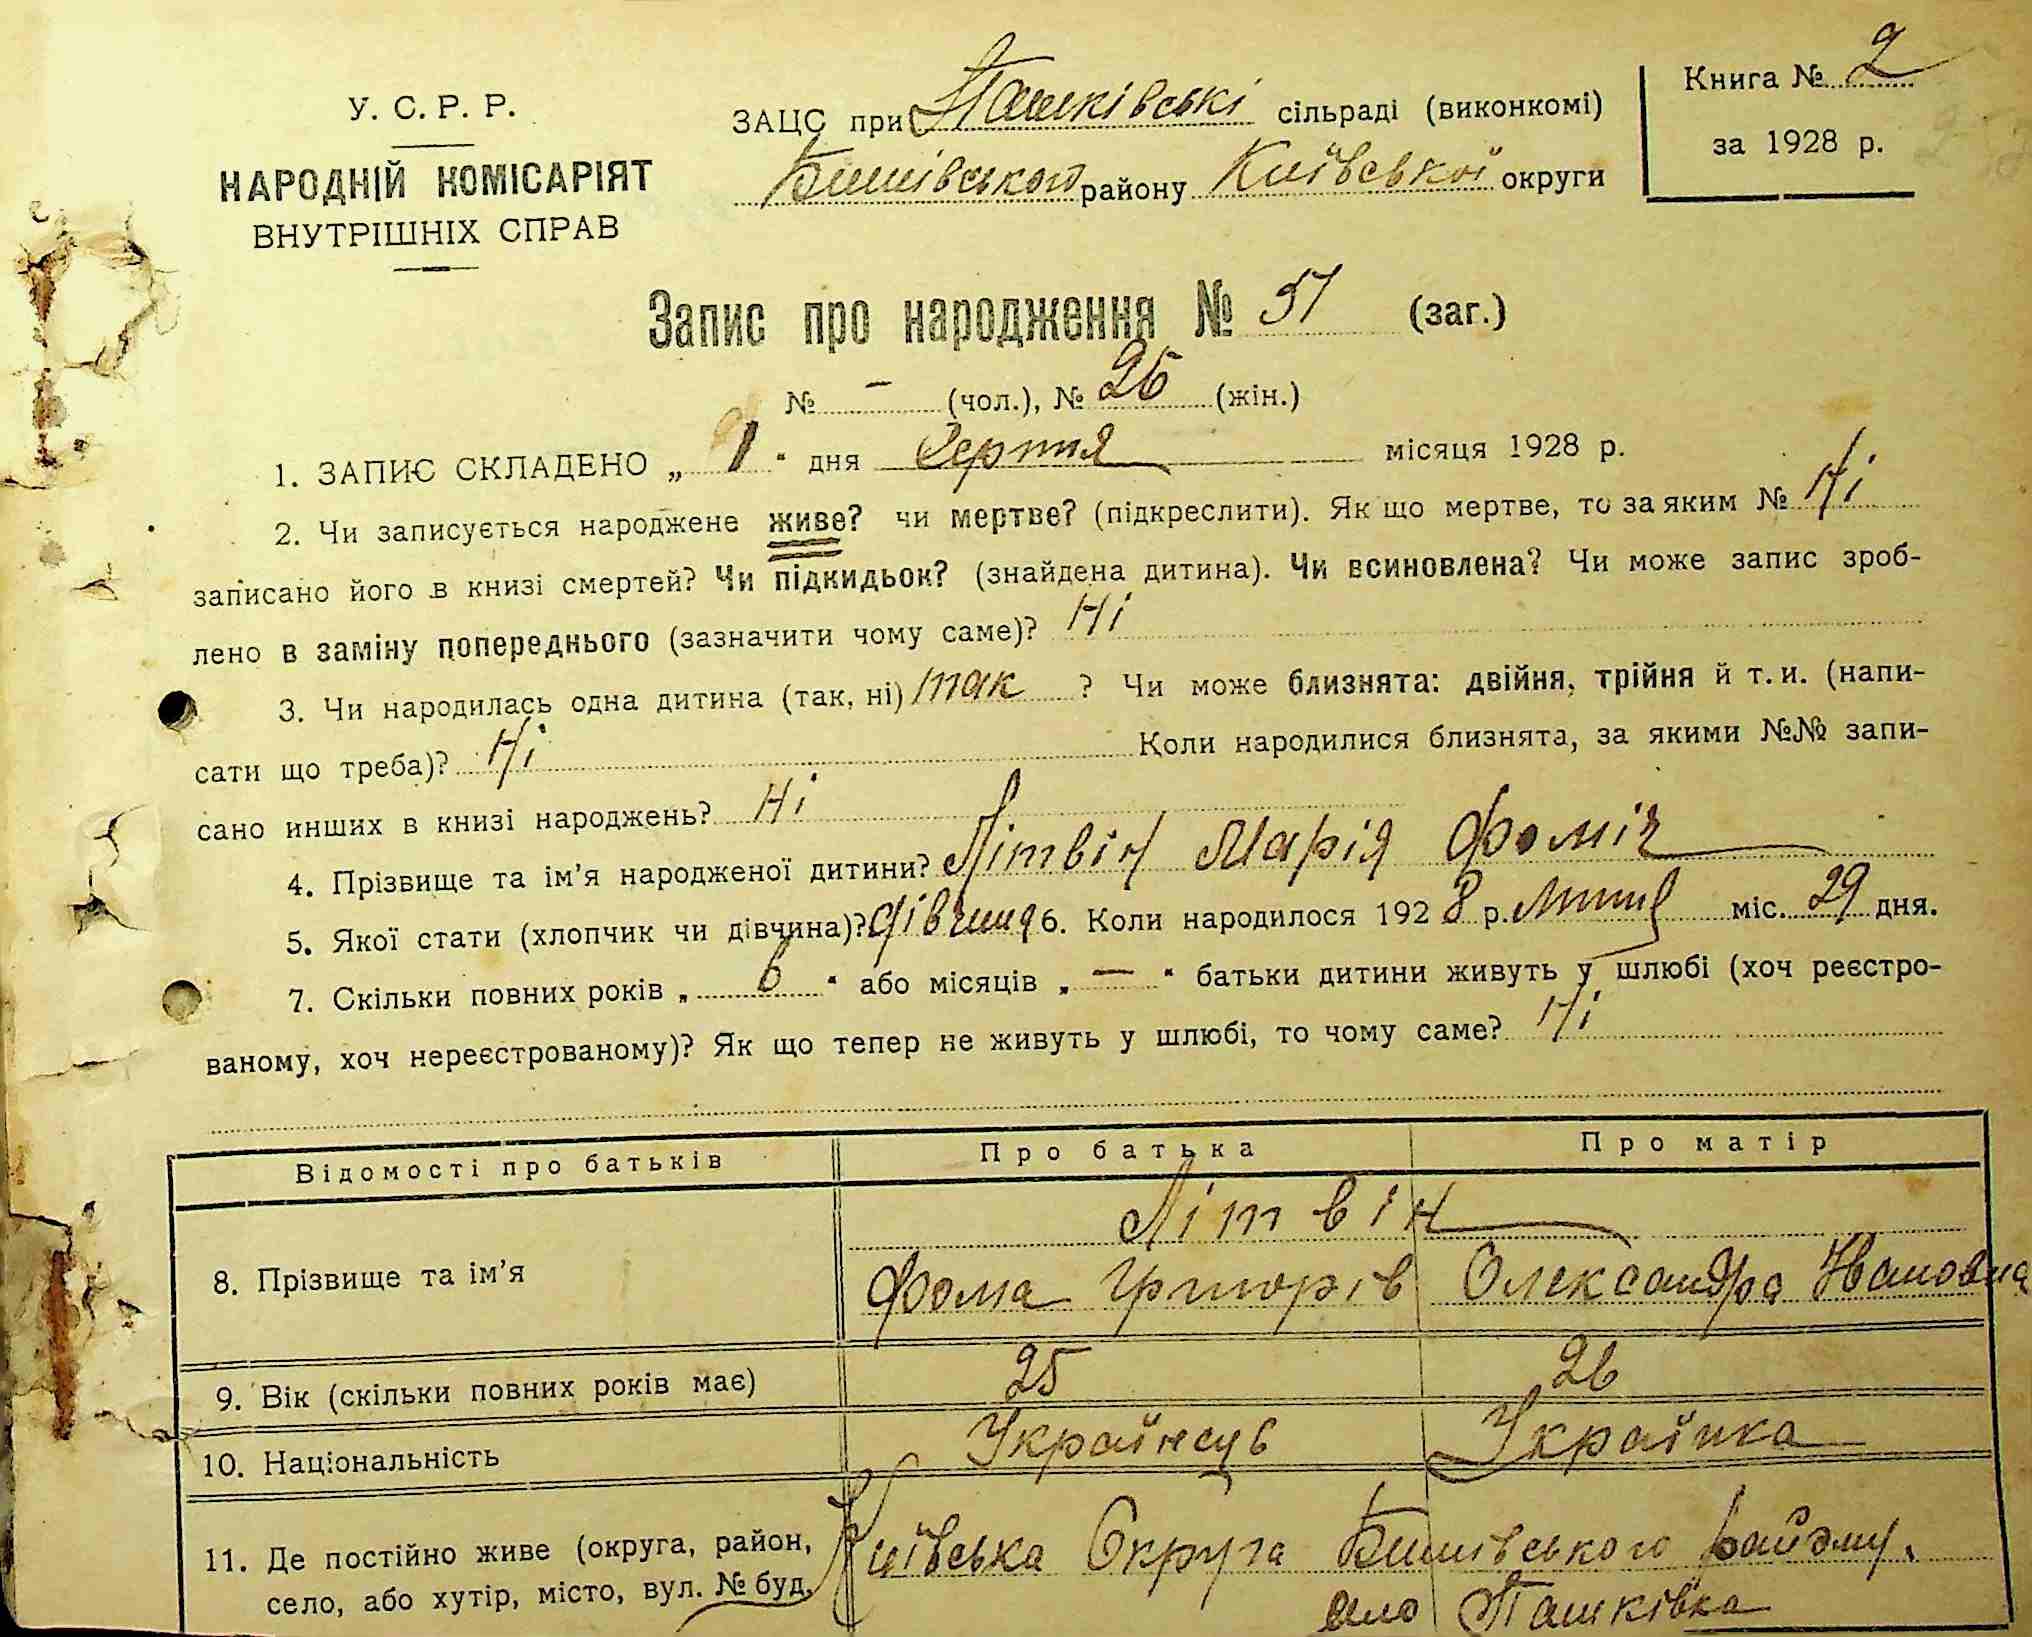 У. С. Р. Р.
НАРОДНІЙ КОМІСАРІЯТ
ВНУТРІШНІХ СПРАВ
ЗАЦС при Пашківські сільраді (виконкомі)
Бишівського району Київської округи
Книга № 2
за 1928 р.
Запис про народження № 51 (заг.)
№ — (чол.), № 26 (жін.)
1. ЗАПИС СКЛАДЕНО „ 1 " дня Серпня місяця 1928 р.
2. Чи записується народжене живе? чи мертве? (підкреслити). Як що мертве, то за яким № Ні
записано його в книзі смертей? Чи підкидьок? (знайдена дитина). Чи всиновлена? Чи може запис зроб-
лено в заміну попереднього (зазначити чому саме)? Ні
3. Чи народилась одна дитина (так, ні) так ? Чи може близнята: двійня, трійня й т. и. (напи-
сати що треба)? Ні Коли народилися близнята, за якими №№ запи-
сано инших в книзі народжень? Ні
4. Прізвище та ім'я народженої дитини? Літвін Марія Фомін
5. Якої стати (хлопчик чи дівчина)? дівчина 6. Коли народилося 1928 р. Липня міс. 29 дня.
7. Скільки повних років „ 6 " або місяців „ — " батьки дитини живуть у шлюбі (хоч реєстро-
ваному, хоч нереєстрованому)? Як що тепер не живуть у шлюбі, то чому саме? Ні
Відомості про батьків Про батька Про матір
Літвін
8. Прізвище та ім'я Фома Григорів Олександра Івановна
9. Вік (скільки повних років має) 25 26
10. Національність Українець Українка
11. Де постійно живе (округа, район, Київська Округа Бишівського району.
село, або хутір, місто, вул. № буд. село Пашківка